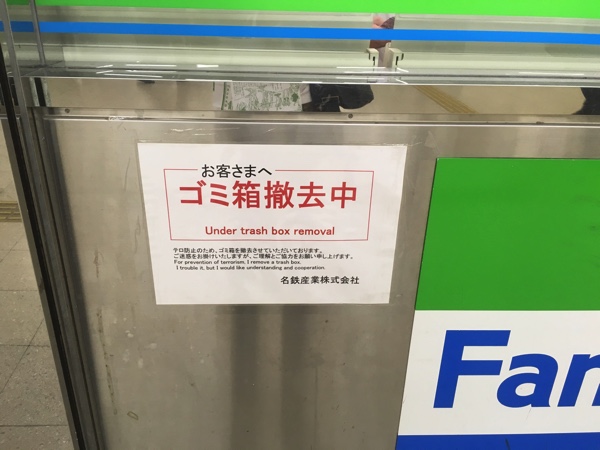 お客さまへ
ゴミ箱撤去中
Under trash box removal
テロ防止のため、ゴミ箱を撤去させていただいております。
ご迷惑をお掛けいたしますが、ご理解とご協力をお願い申し上げます。
For prevention of terrorism, I remove a trash box.
I trouble it, but I would like understanding and cooperation.
名鉄産業株式会社
Fam